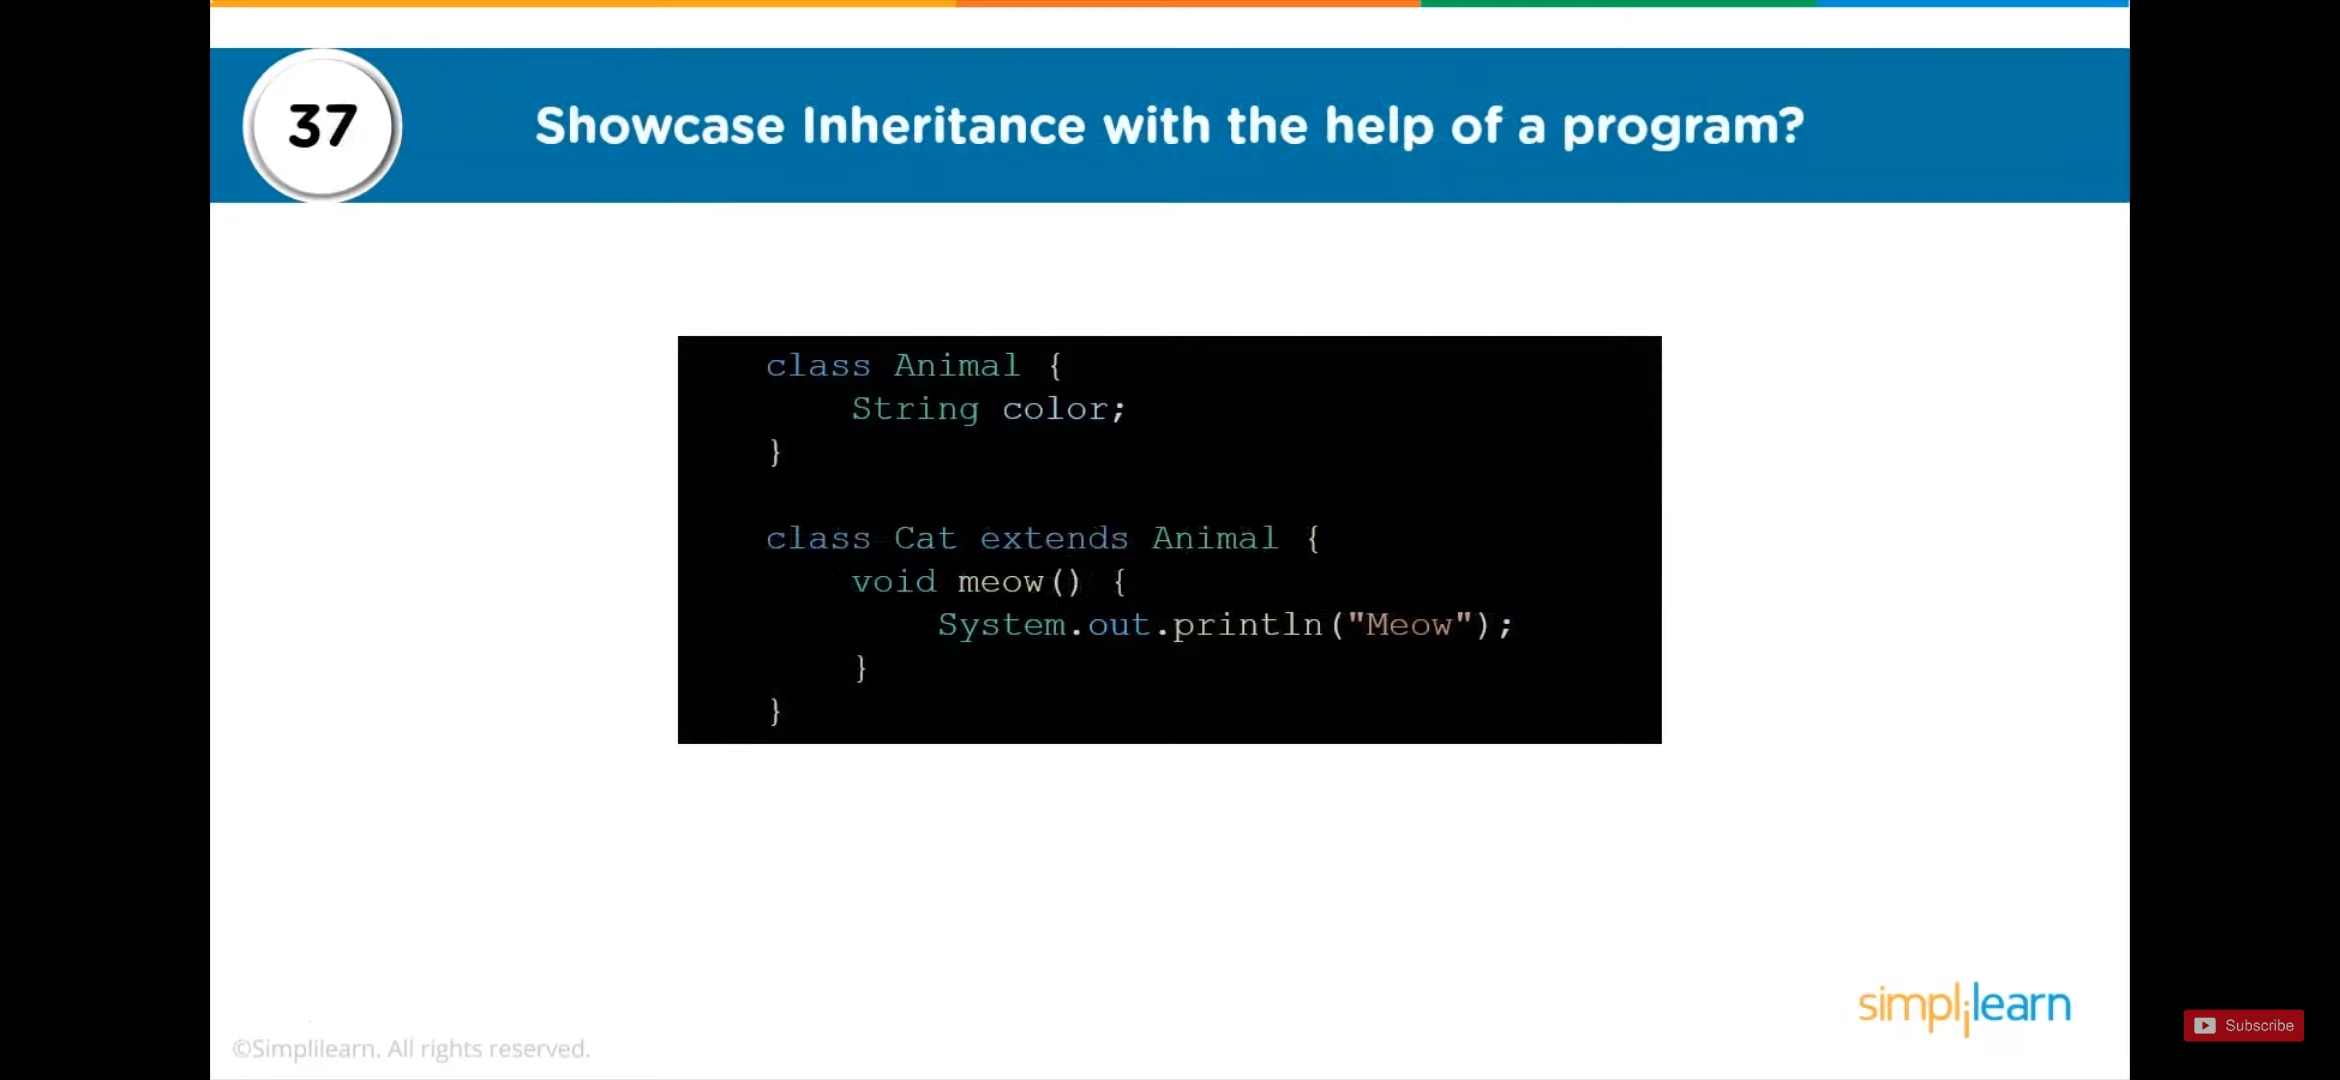 37
Showcase Inheritance with the help of a program?
class Animal {
    String color;
}
class Cat extends Animal {
    void meow() {
        System.out.println("Meow");
    }
}
simplilearn
Subscribe
©Simplilearn. All rights reserved.